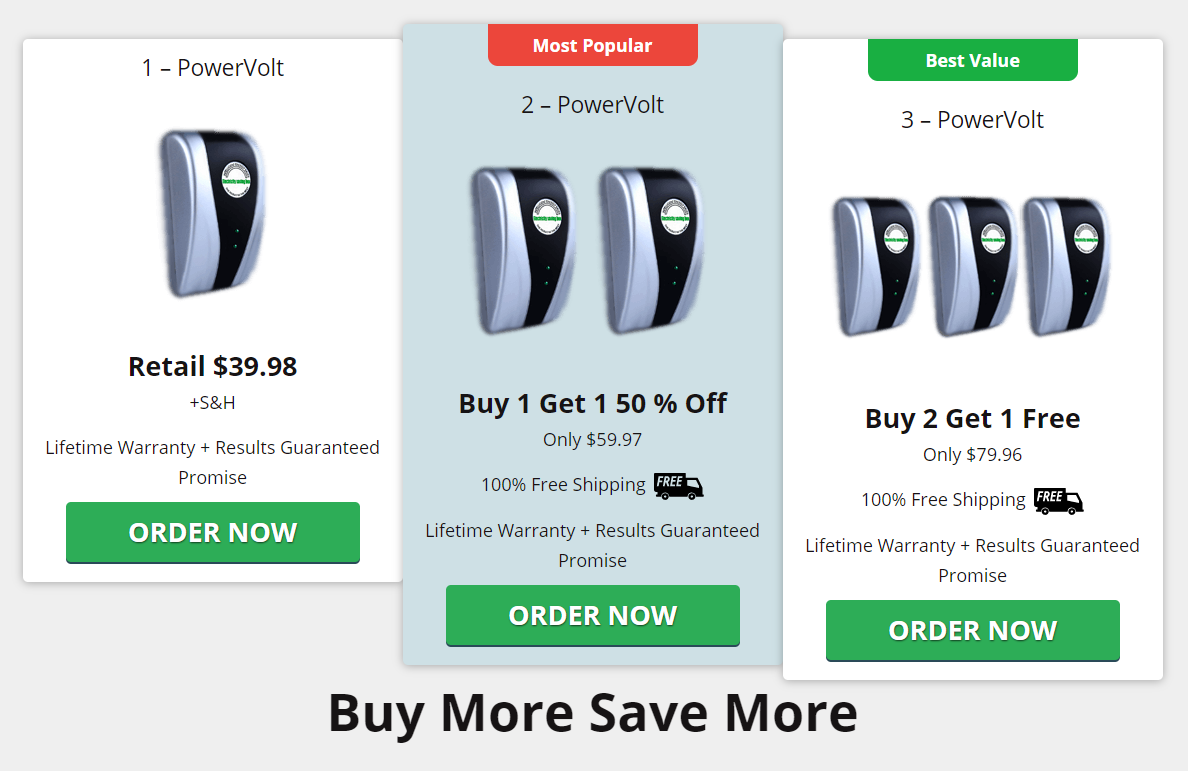 1 – PowerVolt
Retail $39.98
+S&H
Lifetime Warranty + Results Guaranteed
Promise
ORDER NOW
Most Popular
2 – PowerVolt
Buy 1 Get 1 50 % Off
Only $59.97
100% Free Shipping FREE
Lifetime Warranty + Results Guaranteed
Promise
ORDER NOW
Best Value
3 – PowerVolt
Buy 2 Get 1 Free
Only $79.96
100% Free Shipping FREE
Lifetime Warranty + Results Guaranteed
Promise
ORDER NOW
Buy More Save More